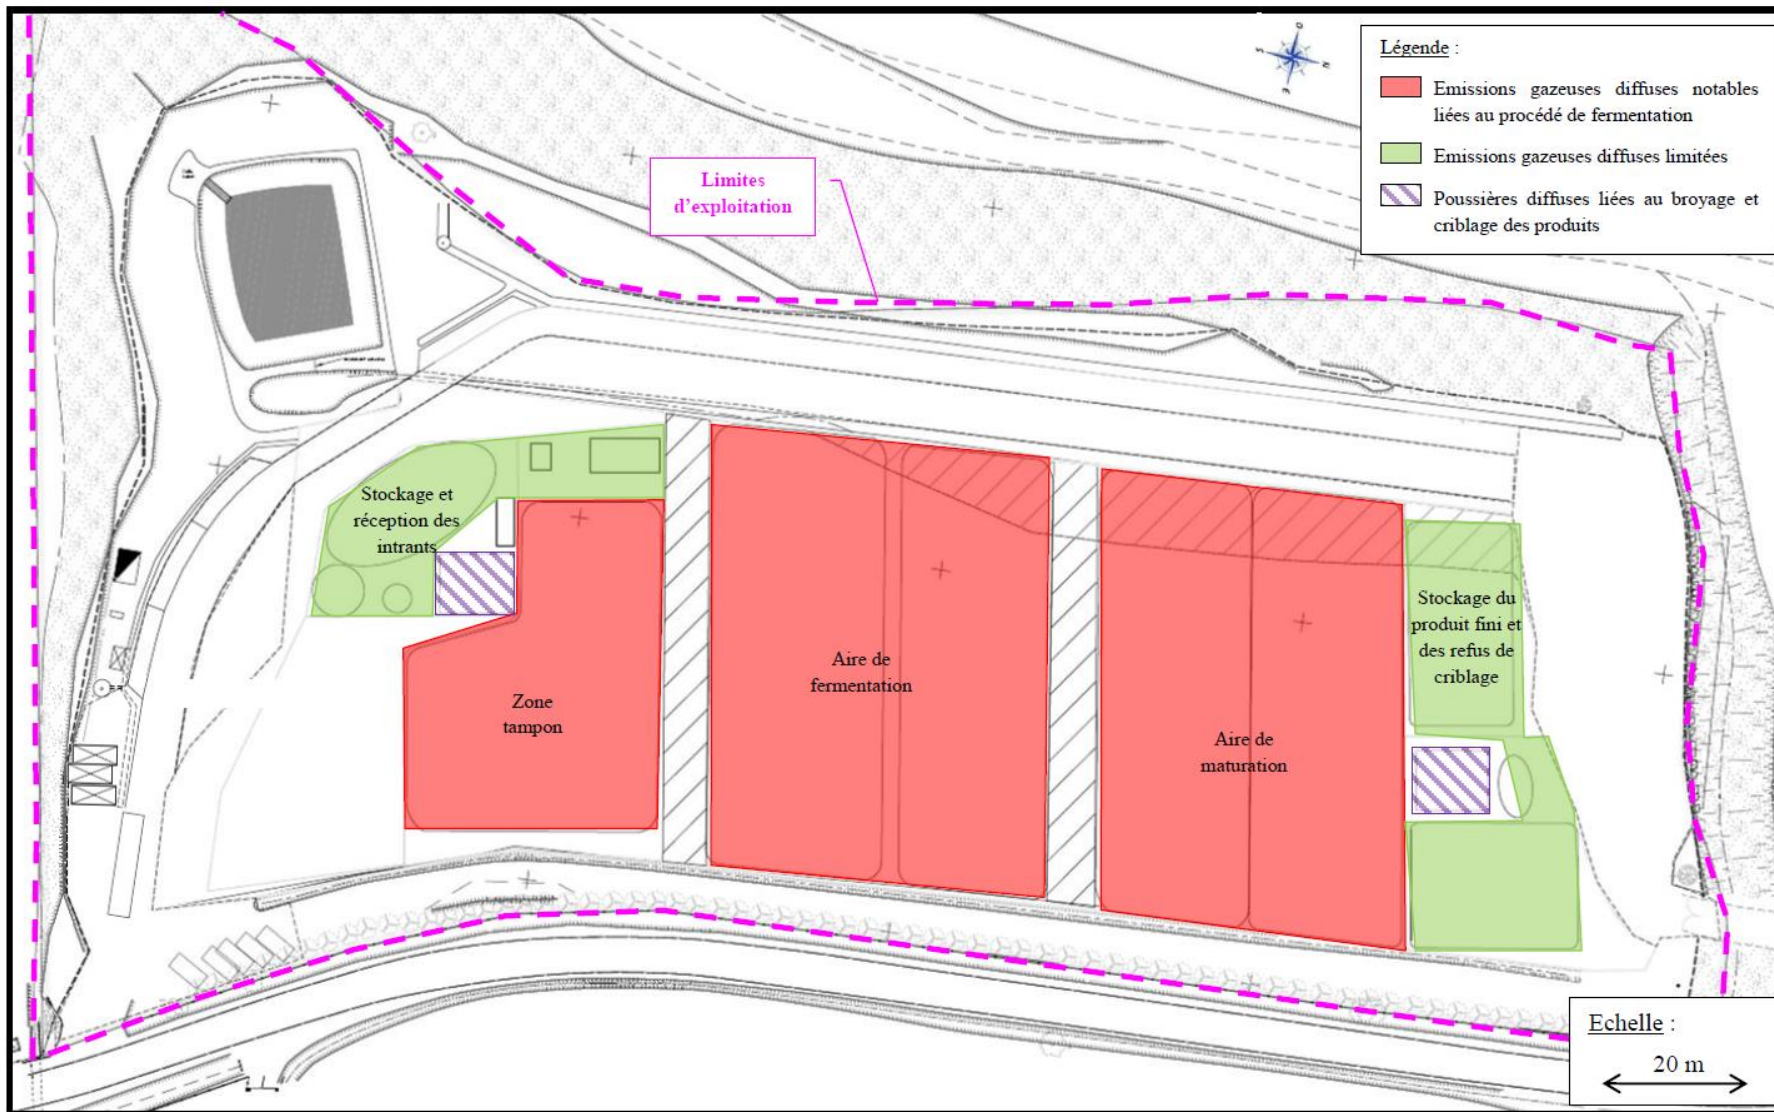 Légende :
Emissions gazeuses diffuses notables
liées au procédé de fermentation
Emissions gazeuses diffuses limitées
Poussières diffuses liées au broyage et
criblage des produits
Limites
d'exploitation
Stockage et
réception des
intrants
Zone
tampon
Aire de
fermentation
Aire de
maturation
Stockage du
produit fini et
des refus de
criblage
Echelle :
20 m